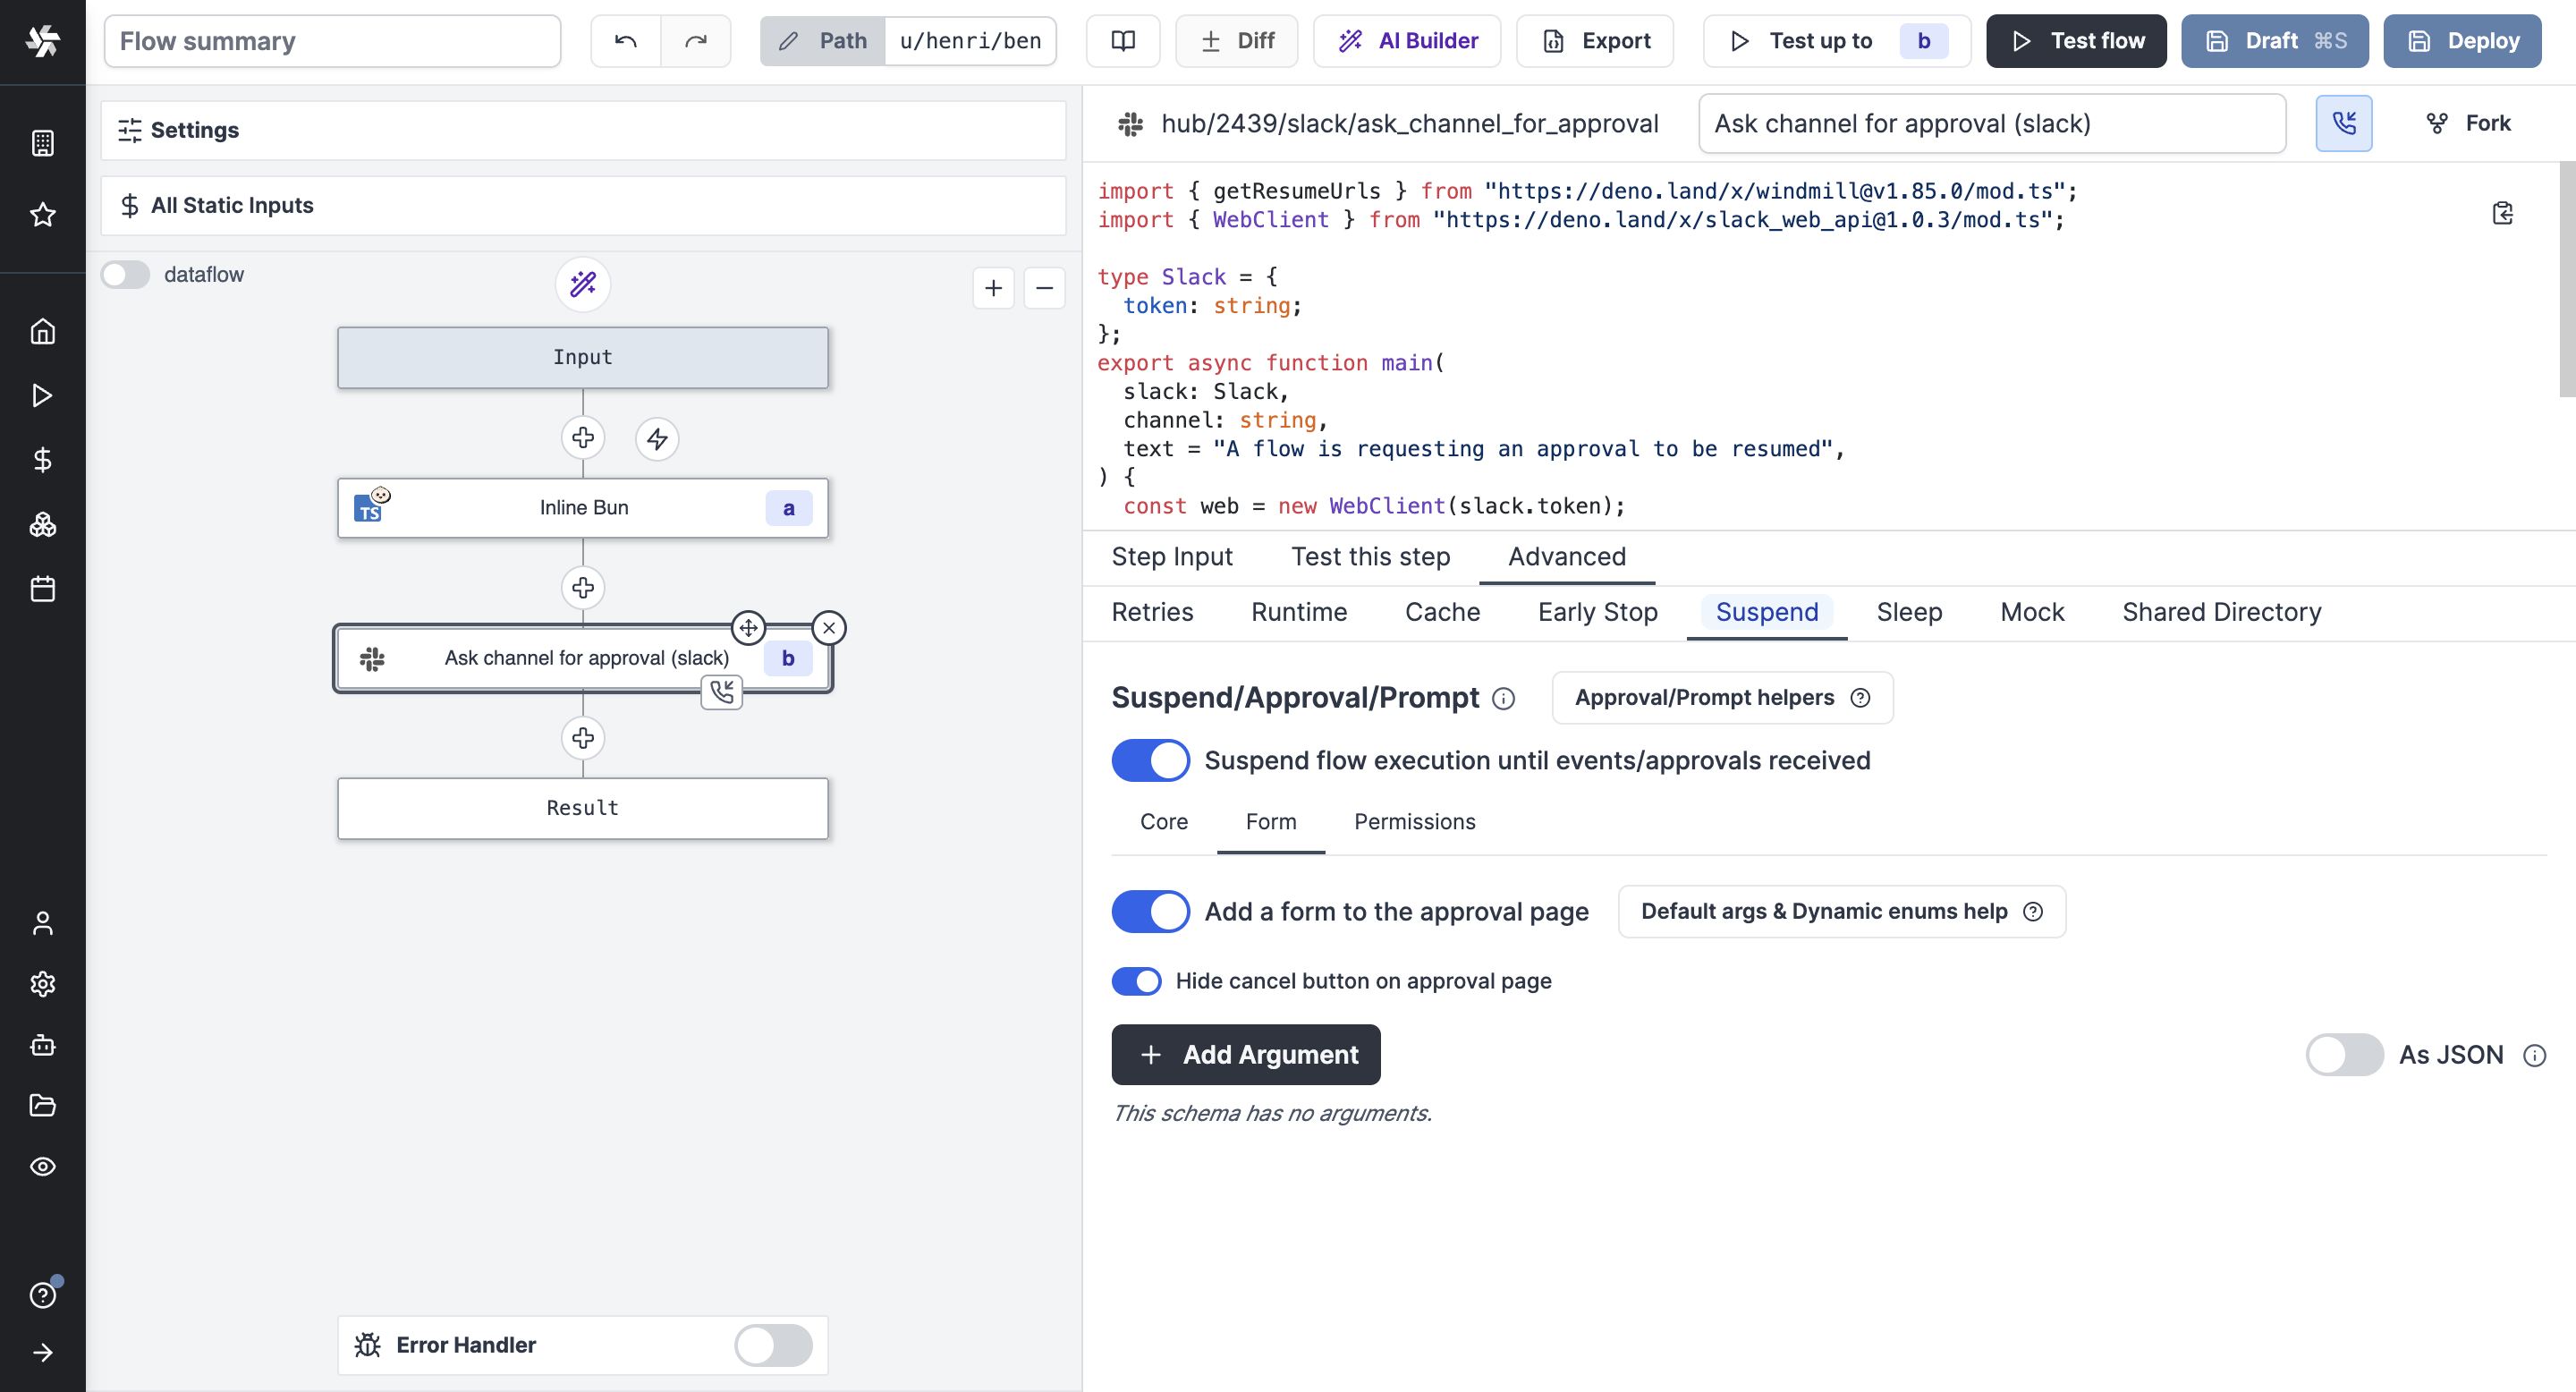 Flow summary
Path
u/henri/ben
Diff
AI Builder
Export
Test up to
b
Test flow
Draft ⌘S
Deploy
Settings
All Static Inputs
dataflow
Input
TS
Inline Bun
a
Ask channel for approval (slack)
b
Result
Error Handler
hub/2439/slack/ask_channel_for_approval
Ask channel for approval (slack)
Fork
import { getResumeUrls } from "https://deno.land/x/windmill@v1.85.0/mod.ts";
import { WebClient } from "https://deno.land/x/slack_web_api@1.0.3/mod.ts";
type Slack = {
token: string;
};
export async function main(
slack: Slack,
channel: string,
text = "A flow is requesting an approval to be resumed",
) {
const web = new WebClient(slack.token);
Step Input
Test this step
Advanced
Retries
Runtime
Cache
Early Stop
Suspend
Sleep
Mock
Shared Directory
Suspend/Approval/Prompt
Approval/Prompt helpers
Suspend flow execution until events/approvals received
Core
Form
Permissions
Add a form to the approval page
Default args & Dynamic enums help
Hide cancel button on approval page
+ Add Argument
As JSON
This schema has no arguments.